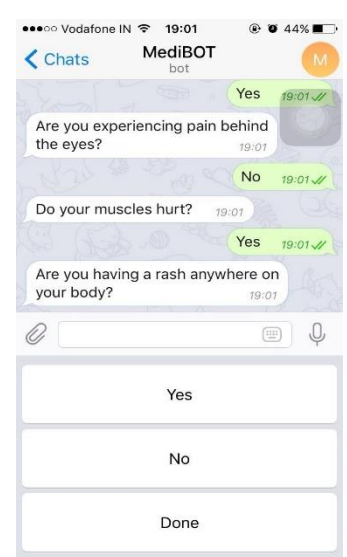 Vodafone IN 19:01 44%
Chats MediBOT M
bot
Yes 19:01
Are you experiencing pain behind
the eyes? 19:01
No 19:01
Do your muscles hurt? 19:01
Yes 19:01
Are you having a rash anywhere on
your body? 19:01
Yes
No
Done